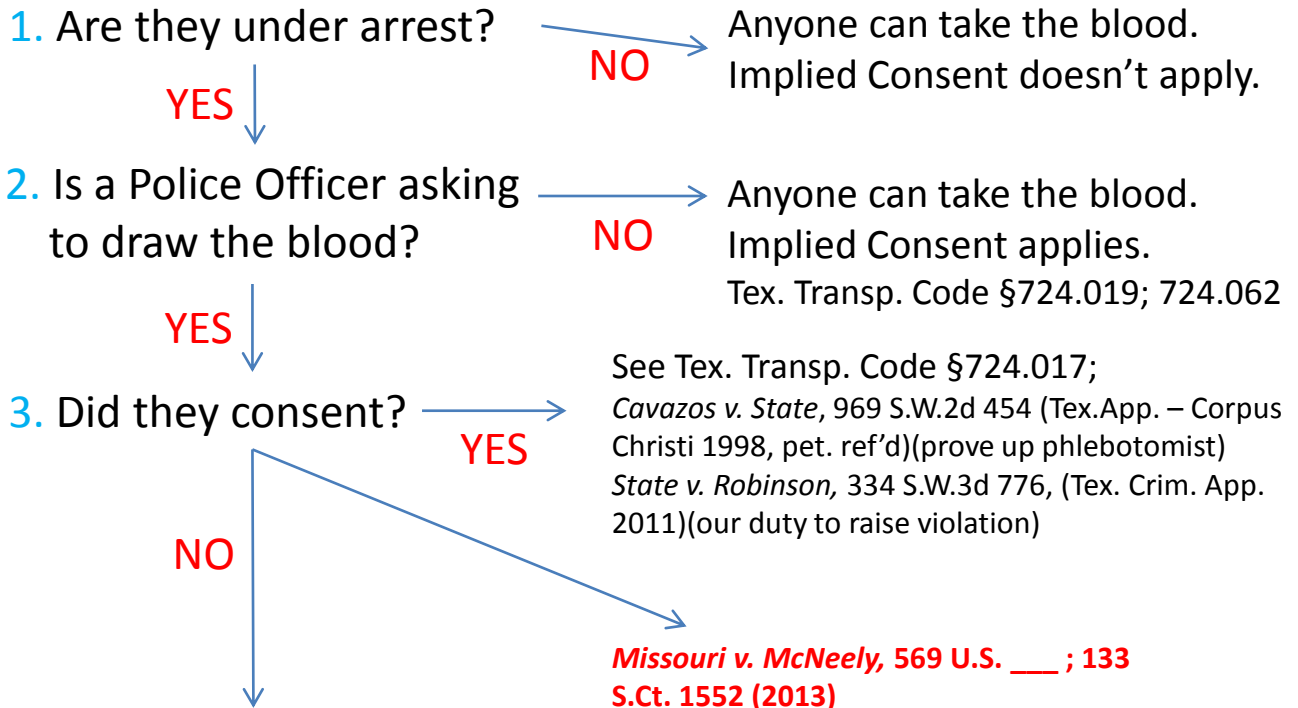 1. Are they under arrest?
NO
Anyone can take the blood.
Implied Consent doesn’t apply.
YES
2. Is a Police Officer asking
to draw the blood?
NO
Anyone can take the blood.
Implied Consent applies.
Tex. Transp. Code §724.019; 724.062
YES
3. Did they consent?
YES
See Tex. Transp. Code §724.017;
Cavazos v. State, 969 S.W.2d 454 (Tex.App. – Corpus
Christi 1998, pet. ref’d)(prove up phlebotomist)
State v. Robinson, 334 S.W.3d 776, (Tex. Crim. App.
2011)(our duty to raise violation)
NO
Missouri v. McNeely, 569 U.S. ___ ; 133
S.Ct. 1552 (2013)